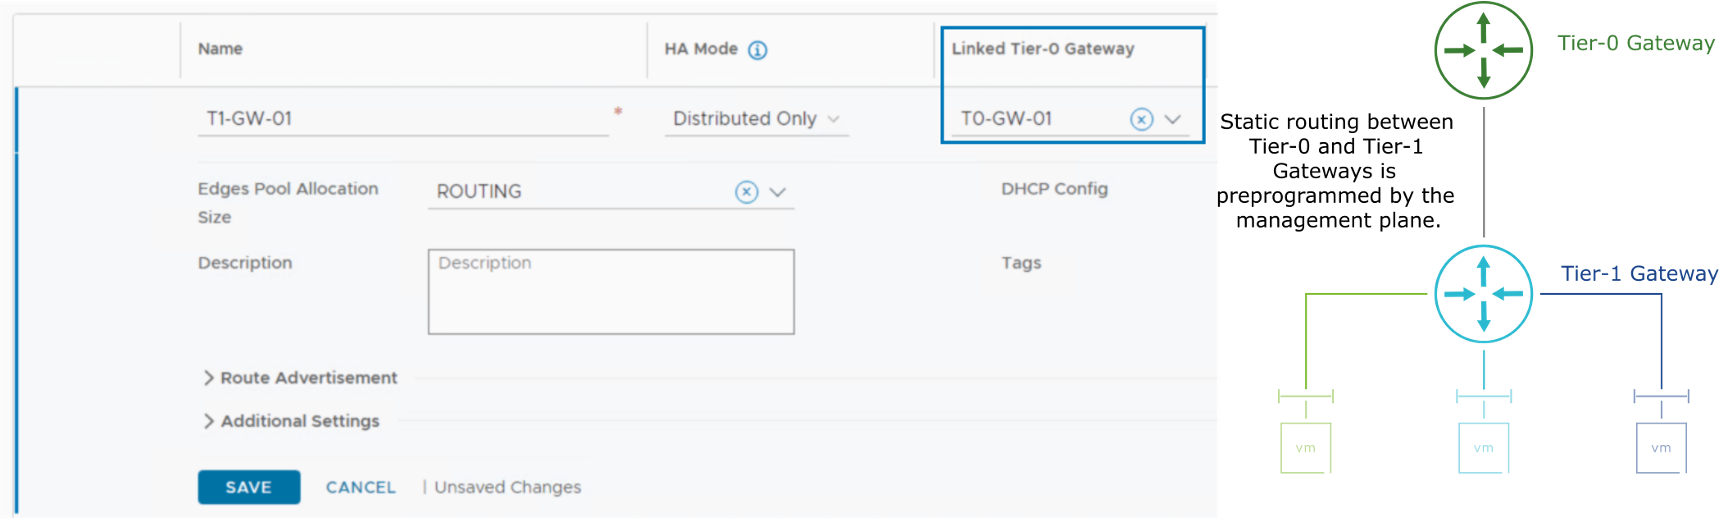 Name
HA Mode
Linked Tier-0 Gateway
T1-GW-01 *
Distributed Only
T0-GW-01
Edges Pool Allocation
Size
ROUTING
DHCP Config
Description
Description
Tags
Route Advertisement
Additional Settings
SAVE
CANCEL
| Unsaved Changes
Tier-0 Gateway
Static routing between
Tier-0 and Tier-1
Gateways is
preprogrammed by the
management plane.
Tier-1 Gateway
vm
vm
vm